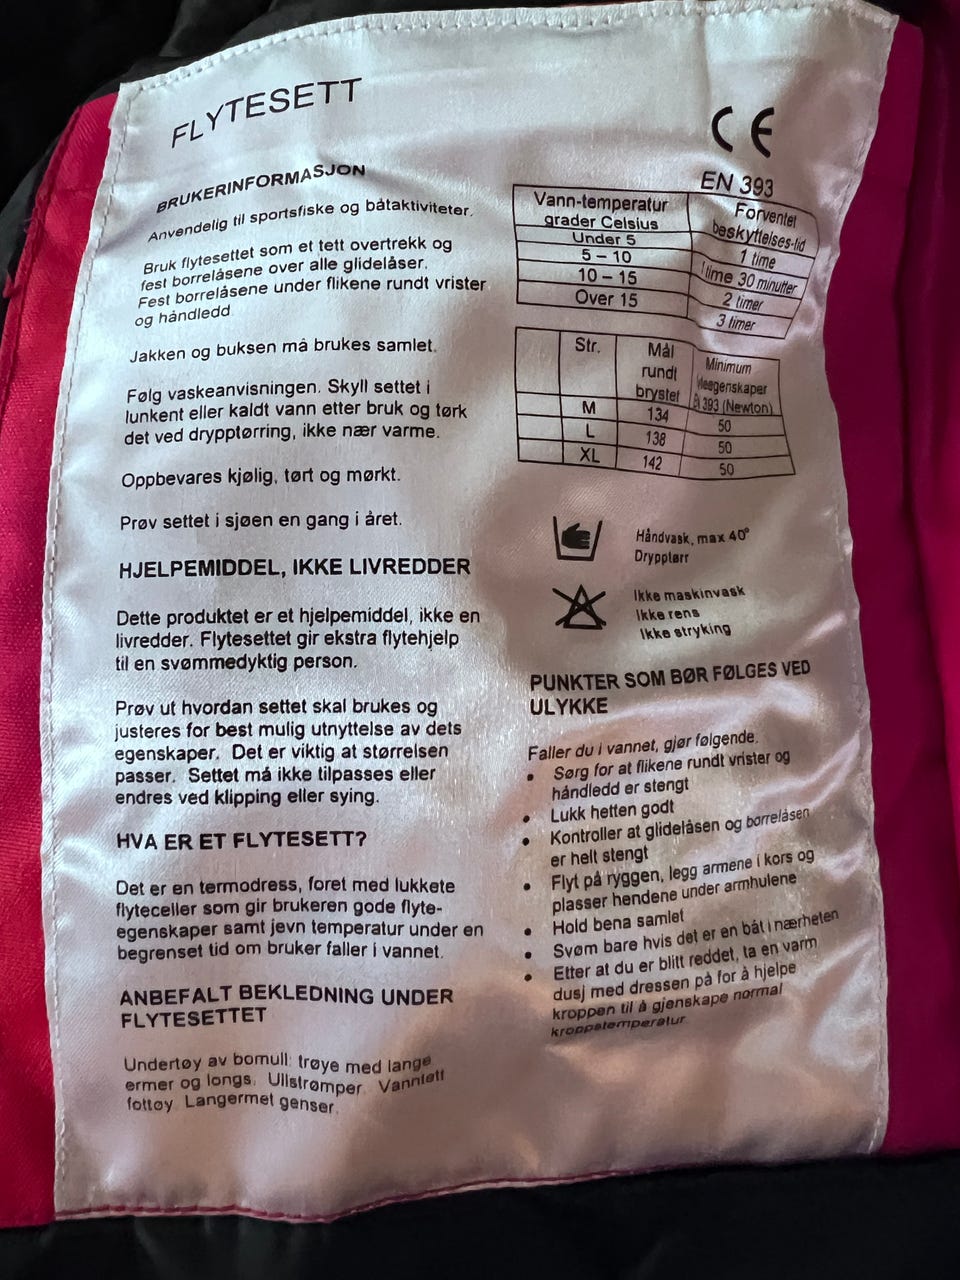 FLYTESETT
BRUKERINFORMASJON
Anvendelig til sportsfiske og båtaktiviteter.
Bruk flytesettet som et tett overtrekk og
fest borrelåsene over alle glidelåser.
Fest borrelåsene under flikene rundt vrister
og håndledd
Jakken og buksen må brukes samlet.
Følg vaskeanvisningen. Skyll settet i
lunkent eller kaldt vann etter bruk og tørk
det ved drypptørring, ikke nær varme.
Oppbevares kjølig, tørt og mørkt.
Prøv settet i sjøen en gang i året.
HJELPEMIDDEL, IKKE LIVREDDER
Dette produktet er et hjelpemiddel, ikke en
livredder. Flytesettet gir ekstra flytehjelp
til en svømmedyktig person.
Prøv ut hvordan settet skal brukes og
justeres for best mulig utnyttelse av dets
egenskaper. Det er viktig at størrelsen
passer. Settet må ikke tilpasses eller
endres ved klipping eller sying.
HVA ER ET FLYTESETT?
Det er en termodress, foret med lukkete
flyteceller som gir brukeren gode flyte-
egenskaper samt jevn temperatur under en
begrenset tid om bruker faller i vannet.
ANBEFALT BEKLEDNING UNDER
FLYTESETTET
Undertøy av bomull: trøye med lange
ermer og longs. Ullstrømper. Vanntett
fottøy. Langermet genser.
CE
EN 393
Vann-temperatur grader Celsius Forventet beskyttelses-tid
Under 5 1 time
5 – 10 1 time 30 minutter
10 – 15 2 timer
Over 15 3 timer
Str. Mål rundt brystet Minimum 393 (Newton)
M 134 50
L 138 50
XL 142 50
Håndvask, max 40°
Drypptørr
Ikke maskinvask
Ikke rens
Ikke stryking
PUNKTER SOM BØR FØLGES VED
ULYKKE
Faller du i vannet, gjør følgende.
• Sørg for at flikene rundt vrister og
håndledd er stengt
• Lukk hetten godt
• Kontroller at glidelåsen og borrelåsen
er helt stengt
• Flyt på ryggen, legg armene i kors og
plasser hendene under armhulene
• Hold bena samlet
• Svøm bare hvis det er en båt i nærheten
• Etter at du er blitt reddet, ta en varm
dusj med dressen på for å hjelpe
kroppen til å gjenskape normal
kroppstemperatur